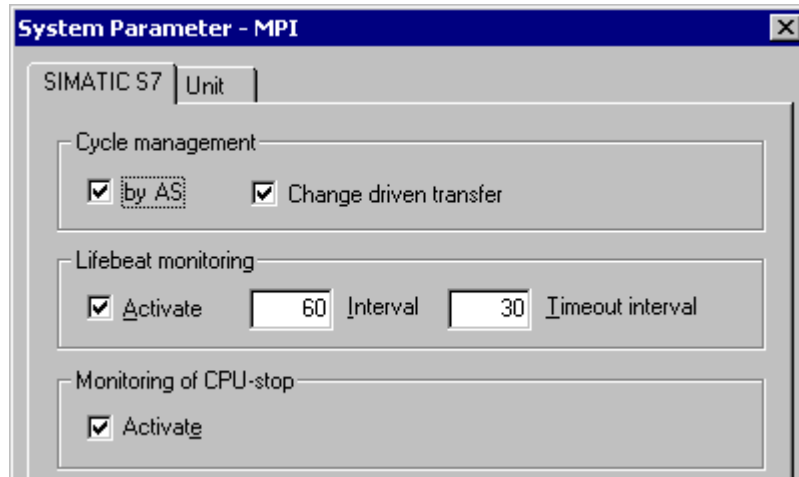 System Parameter - MPI
SIMATIC S7 Unit
Cycle management
by AS Change driven transfer
Lifebeat monitoring
Activate 60 Interval 30 Timeout interval
Monitoring of CPU-stop
Activate